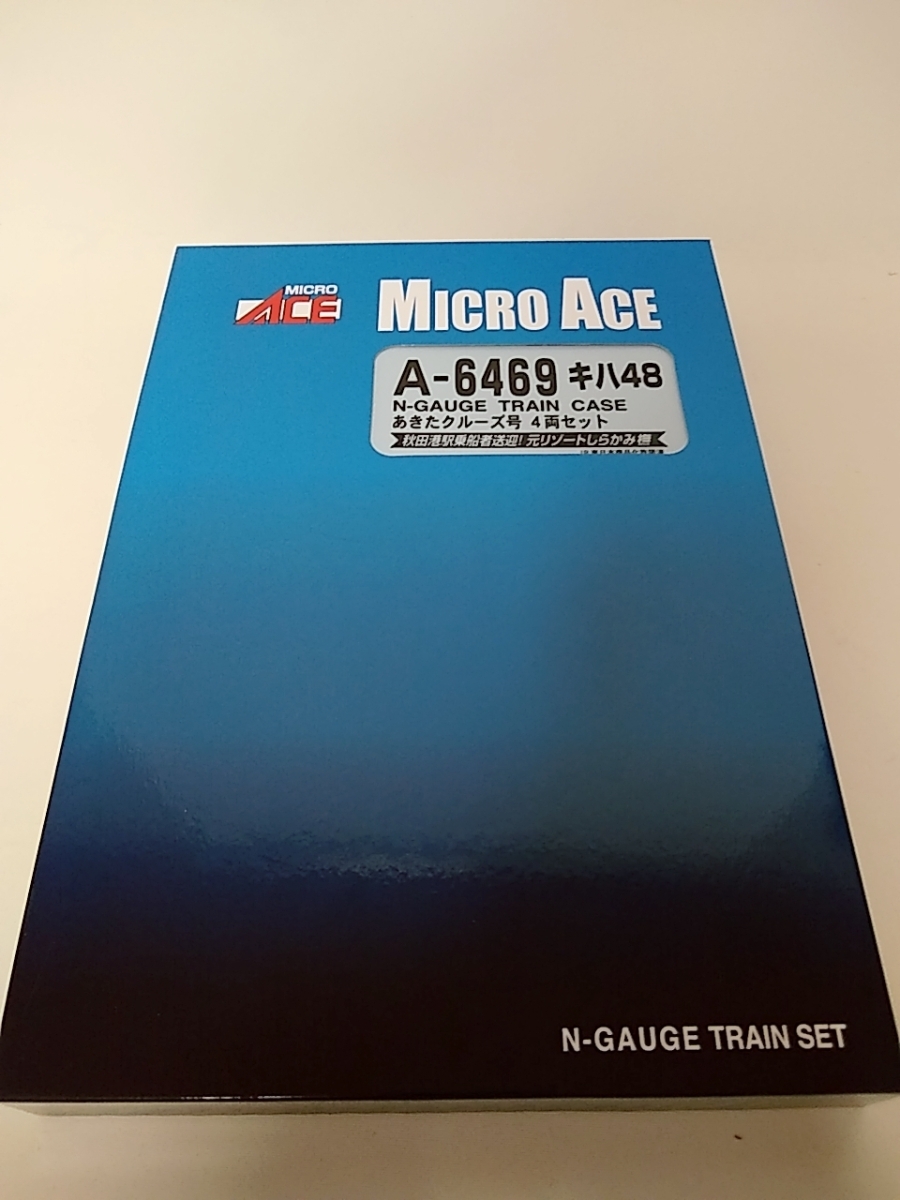 MICRO
ACE
MICRO ACE
A-6469 キハ48
N-GAUGE TRAIN CASE
あきたクルーズ号 4両セット
秋田港駅乗船者送迎!元リゾートしらかみ橅
N-GAUGE TRAIN SET